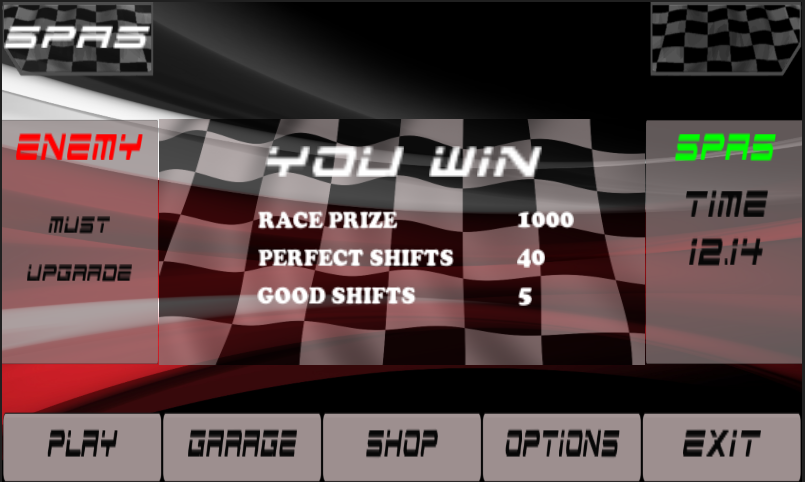 SPAS
ENEMY
MUST
UPGRADE
YOU WIN
RACE PRIZE 1000
PERFECT SHIFTS 40
GOOD SHIFTS 5
SPAS
TIME
12.14
PLAY
GARAGE
SHOP
OPTIONS
EXIT